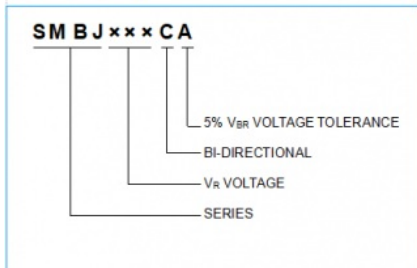 SMBJ×××CA
5% VBR VOLTAGE TOLERANCE
BI-DIRECTIONAL
VR VOLTAGE
SERIES